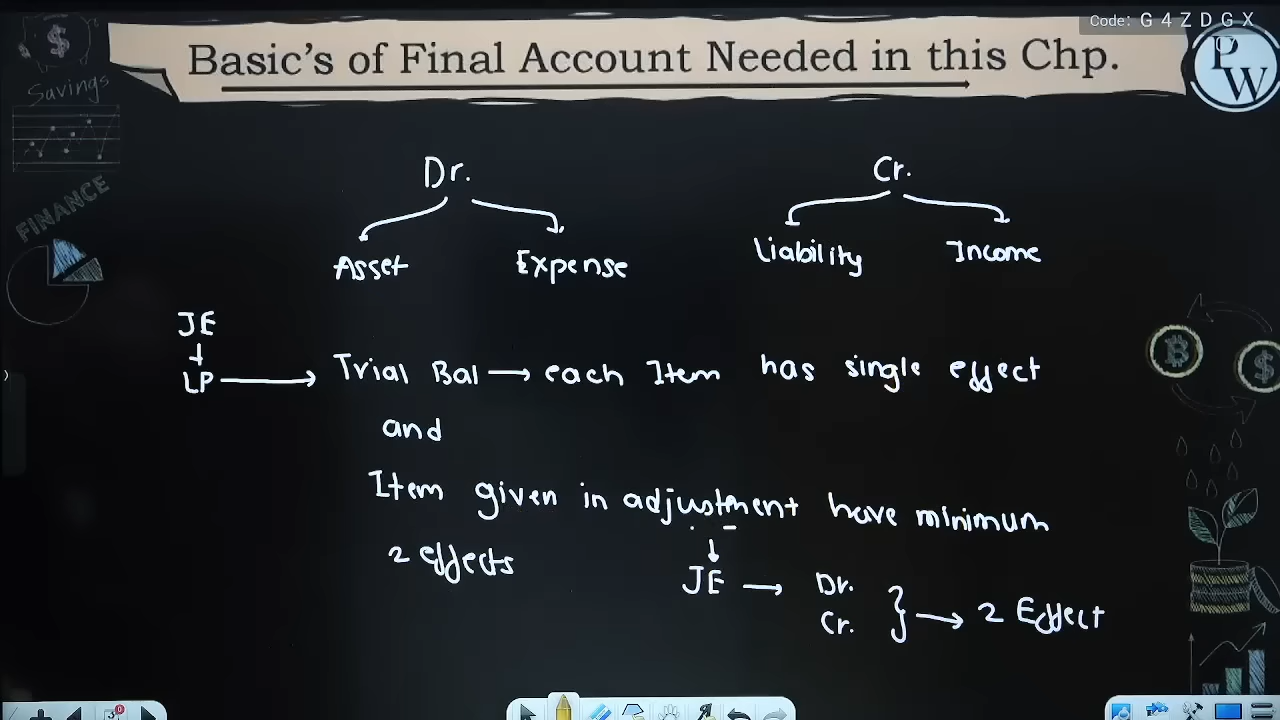 Code: G 4 Z D G X
Basic's of Final Account Needed in this Chp.
PW
Savings
FINANCE
Dr.
Cr.
Asset
Expense
Liability
Income
JE
LP → Trial Bal → each Item has single effect
and
Item given in adjustment have minimum
2 effects
JE → Dr.
Cr. } → 2 Effect